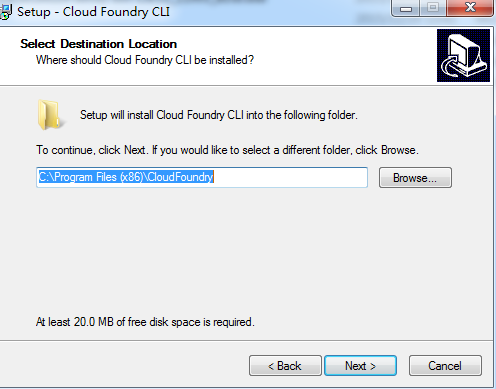 Setup - Cloud Foundry CLI
Select Destination Location
Where should Cloud Foundry CLI be installed?
Setup will install Cloud Foundry CLI into the following folder.
To continue, click Next. If you would like to select a different folder, click Browse.
C:\Program Files (x86)\CloudFoundry
Browse...
At least 20.0 MB of free disk space is required.
< Back
Next >
Cancel